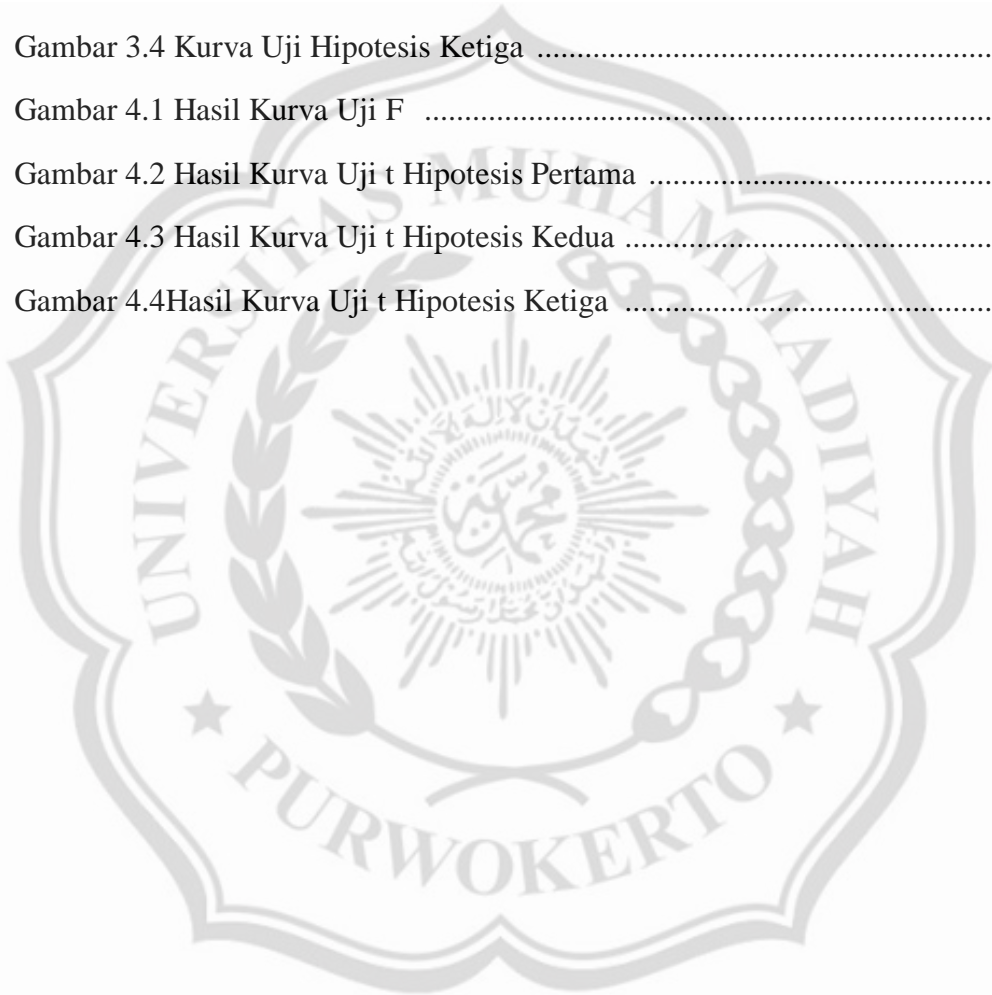 Gambar 3.4 Kurva Uji Hipotesis Ketiga ..........................................................
Gambar 4.1 Hasil Kurva Uji F ........................................................................
Gambar 4.2 Hasil Kurva Uji t Hipotesis Pertama ...........................................
Gambar 4.3 Hasil Kurva Uji t Hipotesis Kedua ..............................................
Gambar 4.4Hasil Kurva Uji t Hipotesis Ketiga ..............................................
UNIVERSITAS MUHAMMADIYAH
PURWOKERTO